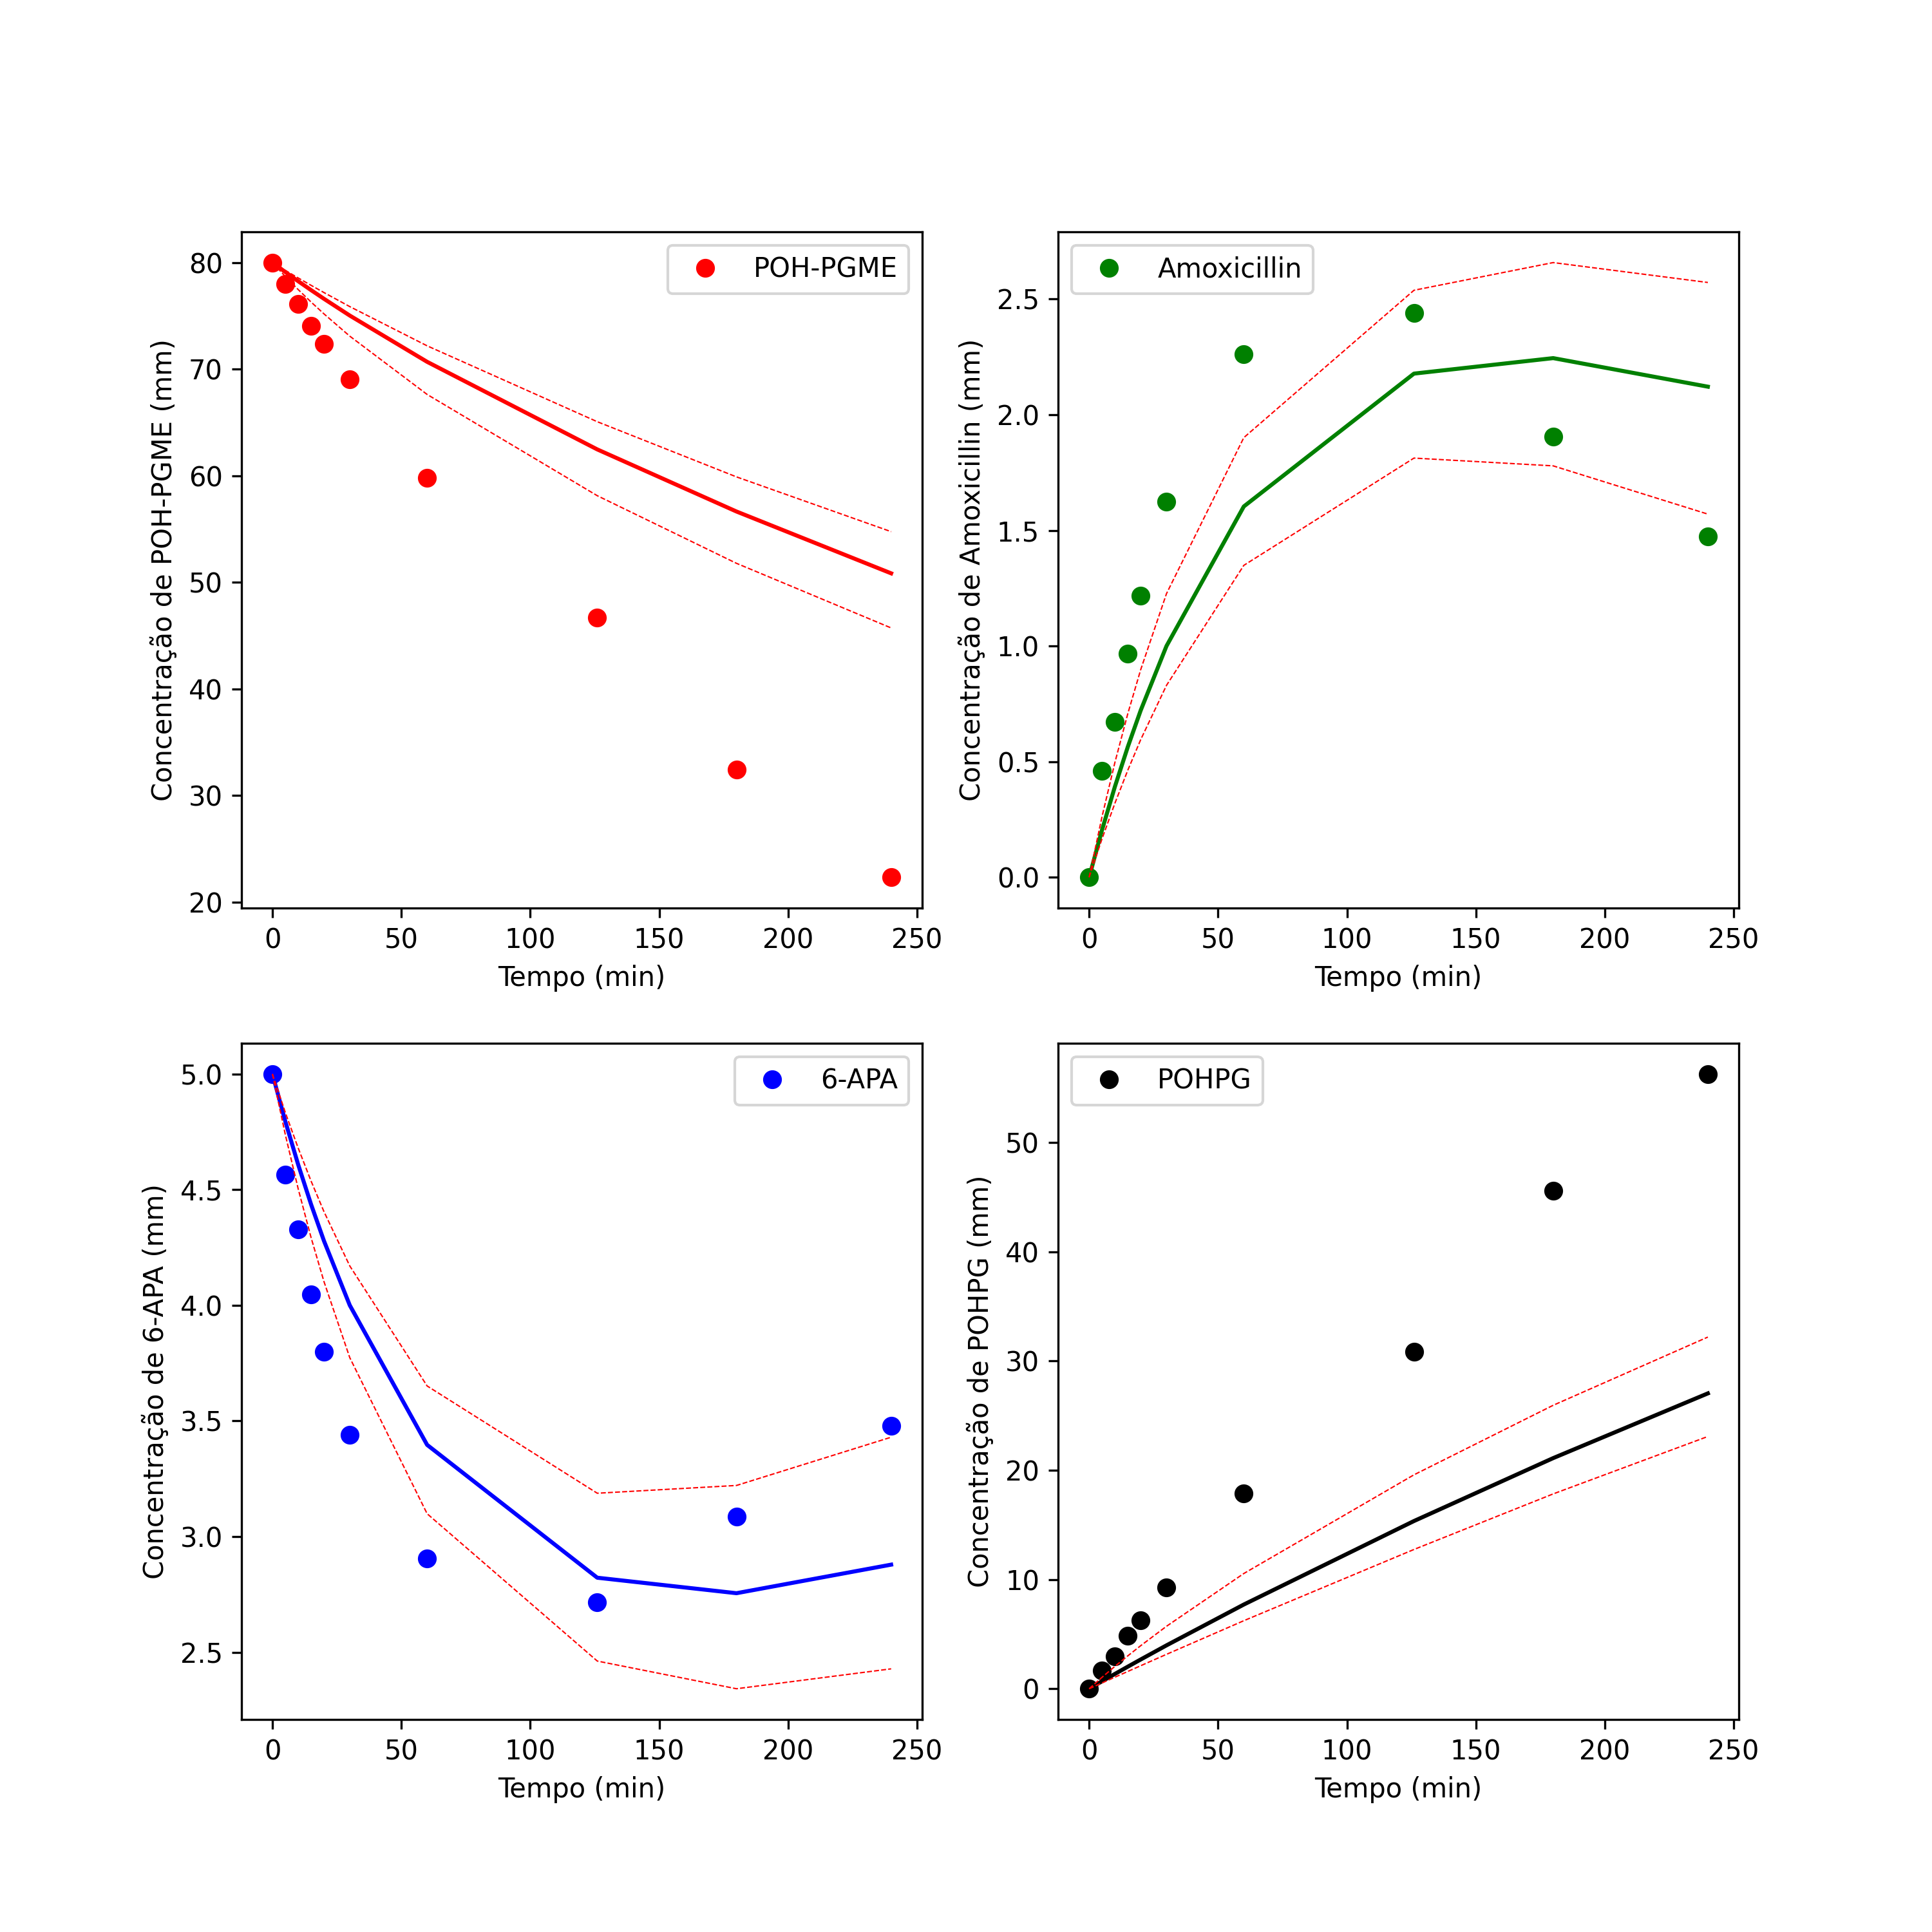 POH-PGME
80
70
60
50
40
30
20
Concentração de POH-PGME (mm)
0 50 100 150 200 250
Tempo (min)
Amoxicillin
2.5
2.0
1.5
1.0
0.5
0.0
Concentração de Amoxicillin (mm)
0 50 100 150 200 250
Tempo (min)
6-APA
5.0
4.5
4.0
3.5
3.0
2.5
Concentração de 6-APA (mm)
0 50 100 150 200 250
Tempo (min)
POHPG
50
40
30
20
10
0
Concentração de POHPG (mm)
0 50 100 150 200 250
Tempo (min)